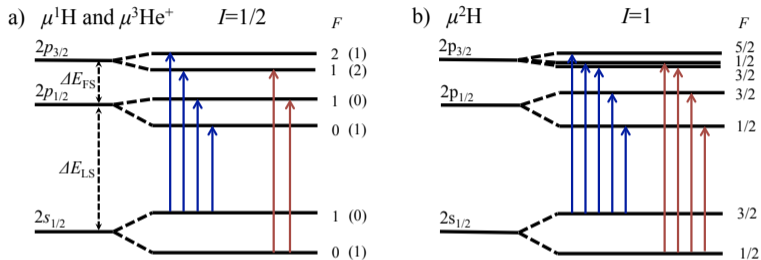 a) μ¹H and μ³He⁺ I=1/2 F
2p₃/₂ 2 (1)
1 (2)
ΔE_FS
2p₁/₂ 1 (0)
0 (1)
ΔE_LS
2s₁/₂ 1 (0)
0 (1)
b) μ²H I=1 F
2p₃/₂ 5/2
1/2
3/2
2p₁/₂ 3/2
1/2
2s₁/₂ 3/2
1/2